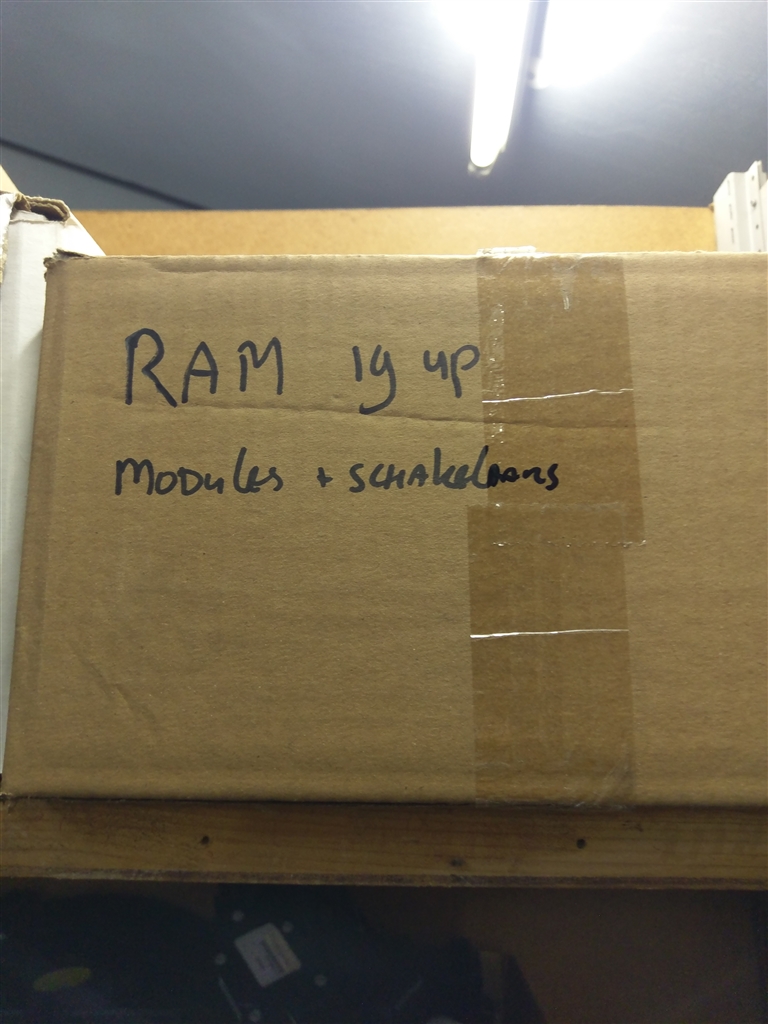 RAM 1g up
MODULES + SCHAKELAARS